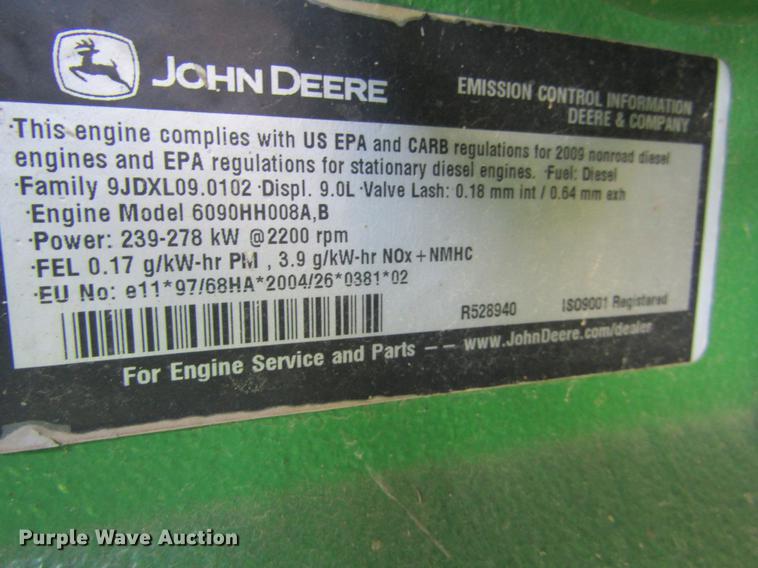 JOHN DEERE
EMISSION CONTROL INFORMATION
DEERE & COMPANY
·This engine complies with US EPA and CARB regulations for 2009 nonroad diesel
engines and EPA regulations for stationary diesel engines. ·Fuel: Diesel
·Family 9JDXL09.0102 ·Displ. 9.0L ·Valve Lash: 0.18 mm int / 0.64 mm exh
·Engine Model 6090HH008A,B
·Power: 239-278 kW @2200 rpm
·FEL 0.17 g/kW-hr PM , 3.9 g/kW-hr NOx + NMHC
·EU No: e11*97/68HA*2004/26*0381*02
R528940 ISO9001 Registered
For Engine Service and Parts -- www.JohnDeere.com/dealer
Purple Wave Auction